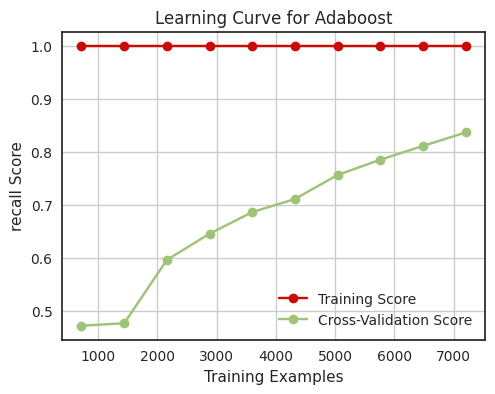 Learning Curve for Adaboost
recall Score
1.0
0.9
0.8
0.7
0.6
0.5
Training Score
Cross-Validation Score
1000 2000 3000 4000 5000 6000 7000
Training Examples